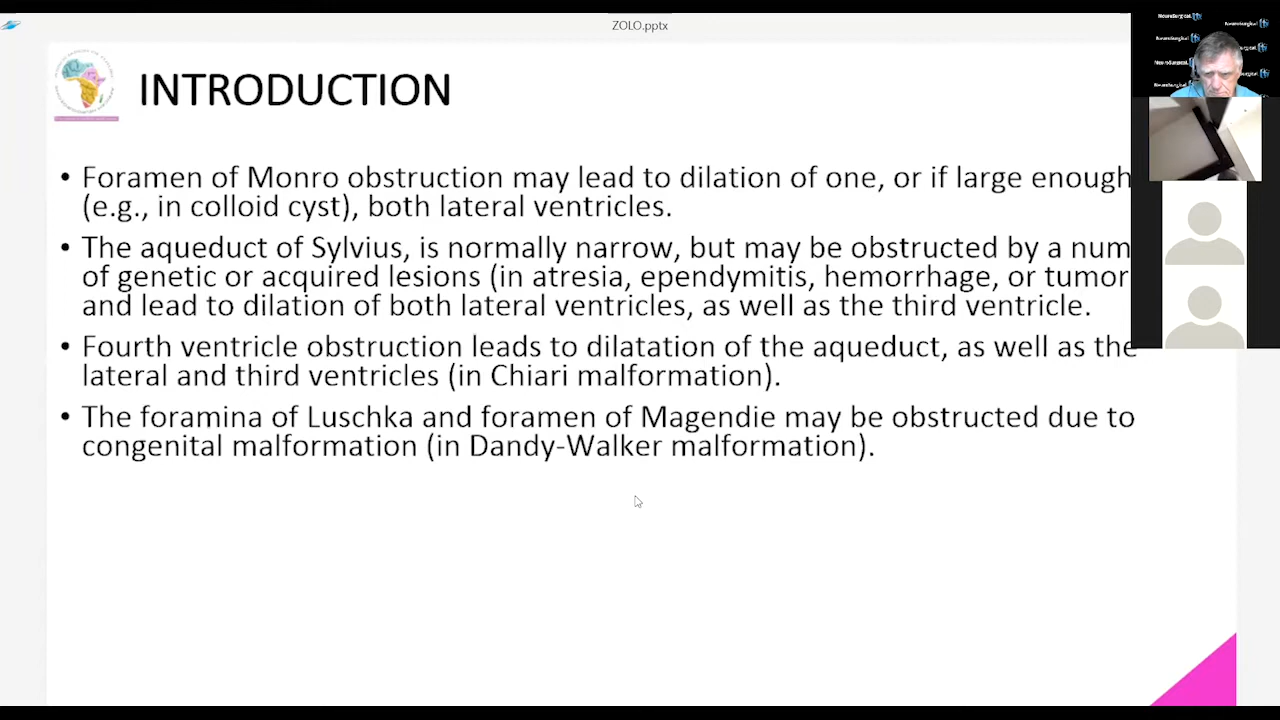 ZOLO.pptx
INTRODUCTION
• Foramen of Monro obstruction may lead to dilation of one, or if large enough
(e.g., in colloid cyst), both lateral ventricles.
• The aqueduct of Sylvius, is normally narrow, but may be obstructed by a num
of genetic or acquired lesions (in atresia, ependymitis, hemorrhage, or tumor
and lead to dilation of both lateral ventricles, as well as the third ventricle.
• Fourth ventricle obstruction leads to dilatation of the aqueduct, as well as the
lateral and third ventricles (in Chiari malformation).
• The foramina of Luschka and foramen of Magendie may be obstructed due to
congenital malformation (in Dandy-Walker malformation).